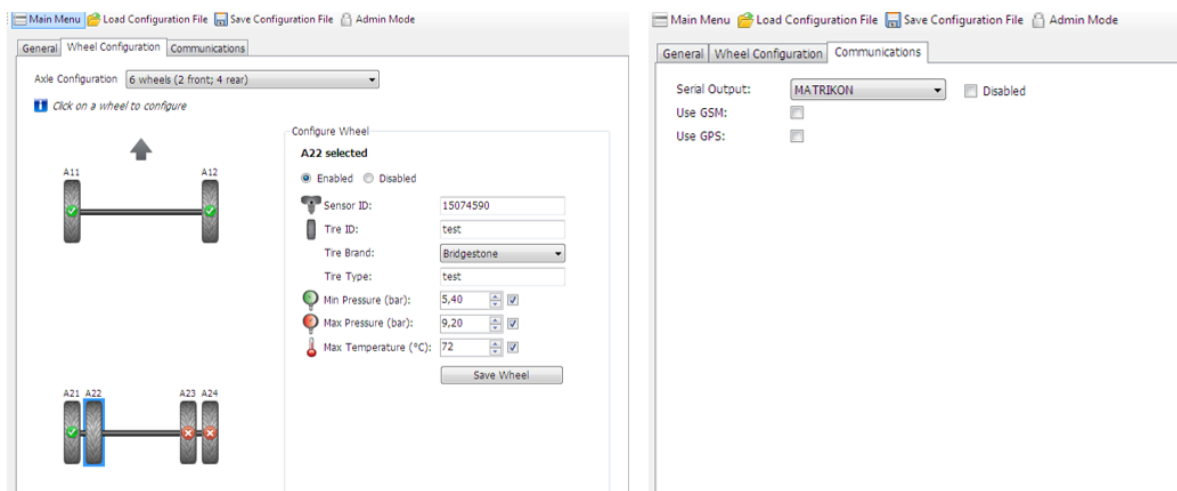 Main Menu Load Configuration File Save Configuration File Admin Mode
General Wheel Configuration Communications
Axle Configuration 6 wheels (2 front; 4 rear)
Click on a wheel to configure
A11 A12
A21 A22 A23 A24
Configure Wheel
A22 selected
Enabled Disabled
Sensor ID: 15074590
Tire ID: test
Tire Brand: Bridgestone
Tire Type: test
Min Pressure (bar): 5,40
Max Pressure (bar): 9,20
Max Temperature (°C): 72
Save Wheel
Main Menu Load Configuration File Save Configuration File Admin Mode
General Wheel Configuration Communications
Serial Output: MATRIKON Disabled
Use GSM:
Use GPS: